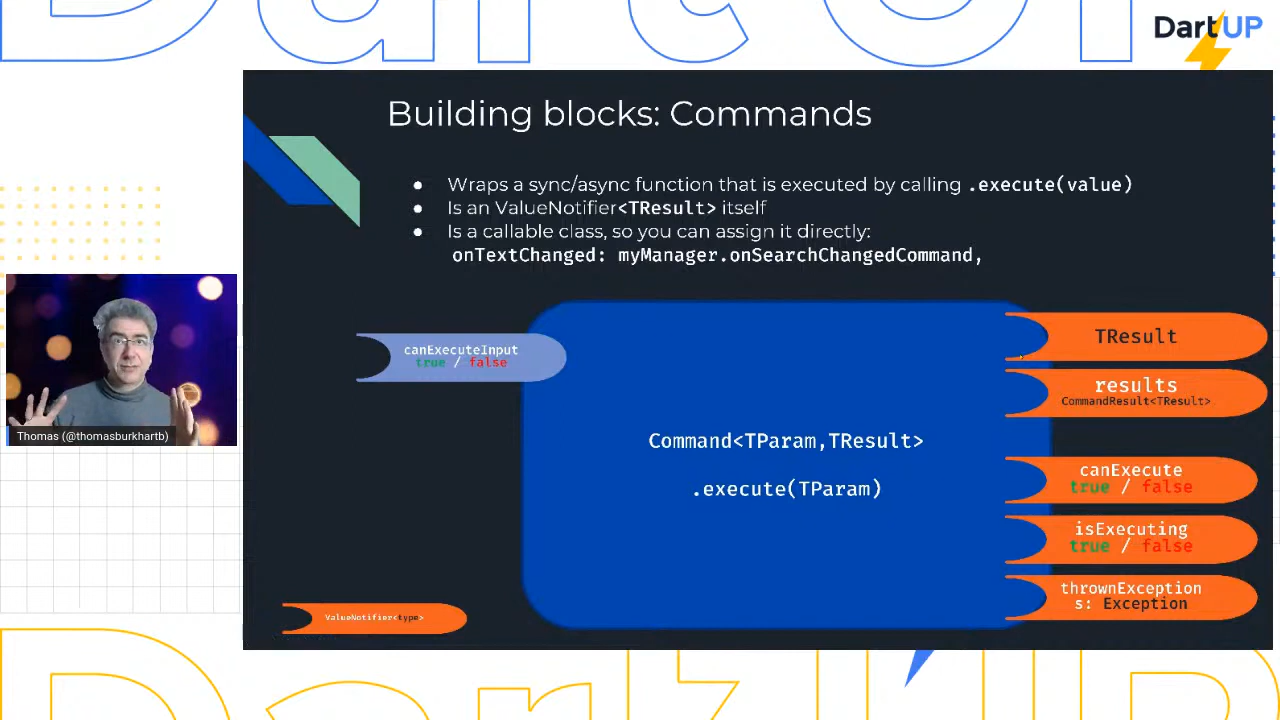 DartUP
Building blocks: Commands
● Wraps a sync/async function that is executed by calling .execute(value)
● Is an ValueNotifier<TResult> itself
● Is a callable class, so you can assign it directly:
onTextChanged: myManager.onSearchChangedCommand,
canExecuteInput
true / false
Command<TParam,TResult>
.execute(TParam)
TResult
results
CommandResult<TResult>
canExecute
true / false
isExecuting
true / false
thrownException
s: Exception
ValueNotifier<type>
Thomas (@thomasburkhartb)